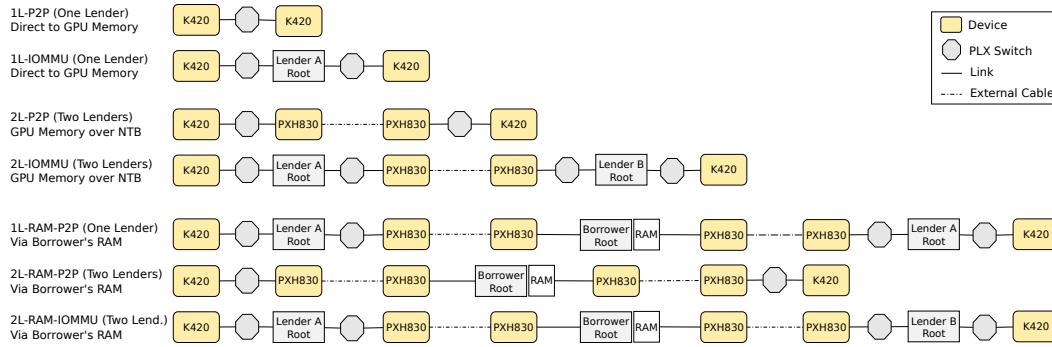 1L-P2P (One Lender)
Direct to GPU Memory
K420 K420
1L-IOMMU (One Lender)
Direct to GPU Memory
K420 Lender A Root K420
2L-P2P (Two Lenders)
GPU Memory over NTB
K420 PXH830 PXH830 K420
2L-IOMMU (Two Lenders)
GPU Memory over NTB
K420 Lender A Root PXH830 PXH830 Lender B Root K420
1L-RAM-P2P (One Lender)
Via Borrower's RAM
K420 Lender A Root PXH830 PXH830 Borrower Root RAM PXH830 PXH830 Lender A Root K420
2L-RAM-P2P (Two Lenders)
Via Borrower's RAM
K420 PXH830 PXH830 Borrower Root RAM PXH830 PXH830 K420
2L-RAM-IOMMU (Two Lend.)
Via Borrower's RAM
K420 Lender A Root PXH830 PXH830 Borrower Root RAM PXH830 PXH830 Lender B Root K420
Device
PLX Switch
Link
External Cable